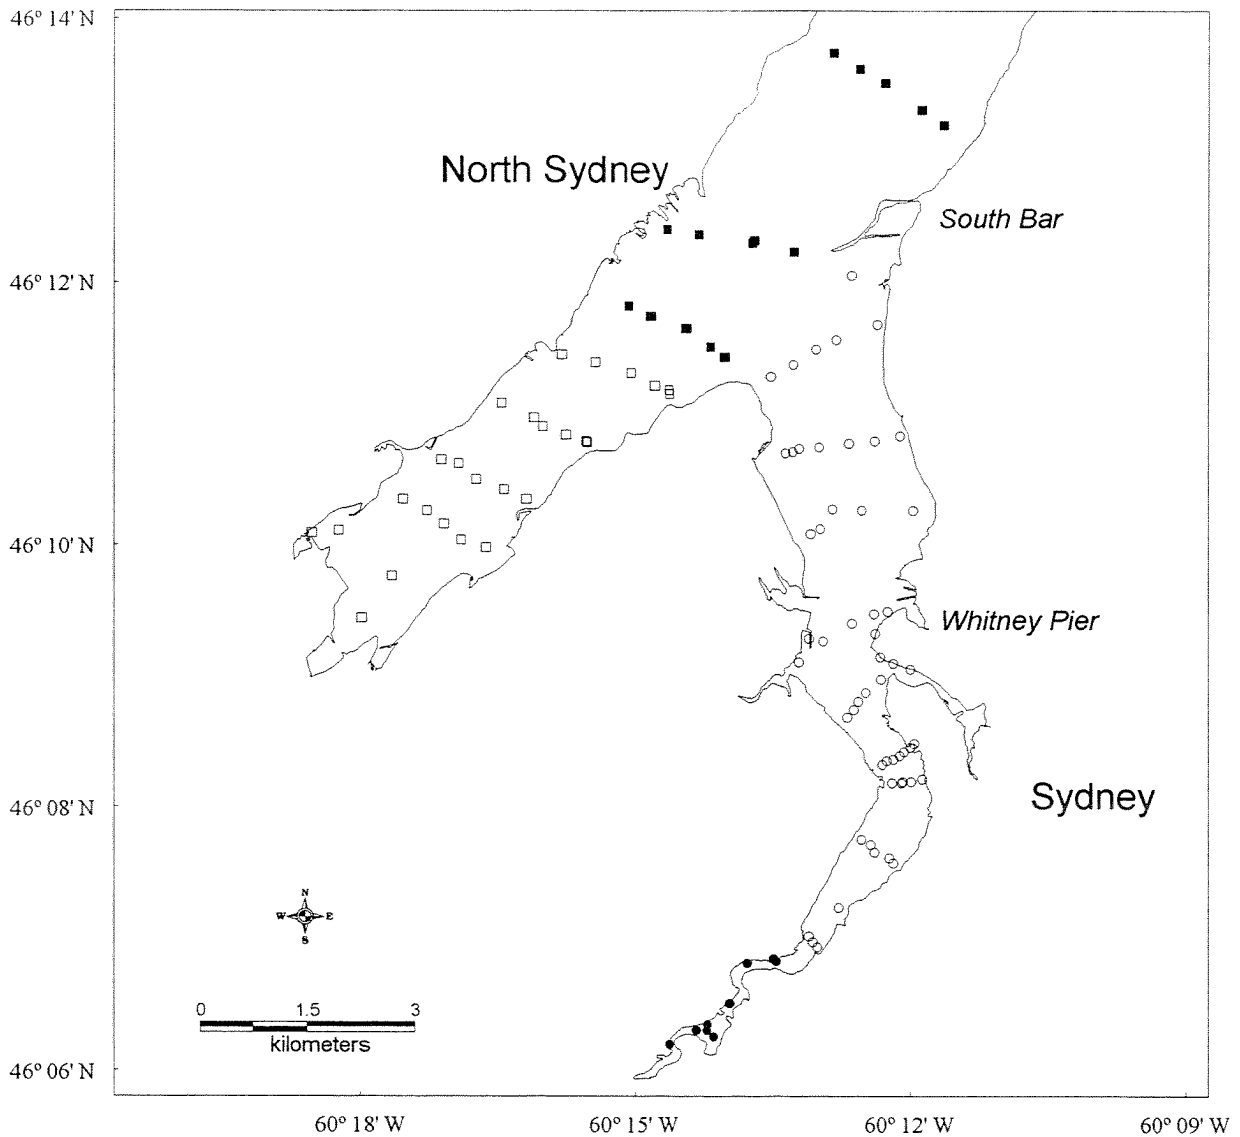 46° 14' N
North Sydney
South Bar
46° 12' N
46° 10' N
Whitney Pier
46° 08' N
Sydney
N
W E
S
0 1.5 3
kilometers
46° 06' N
60° 18' W 60° 15' W 60° 12' W 60° 09' W